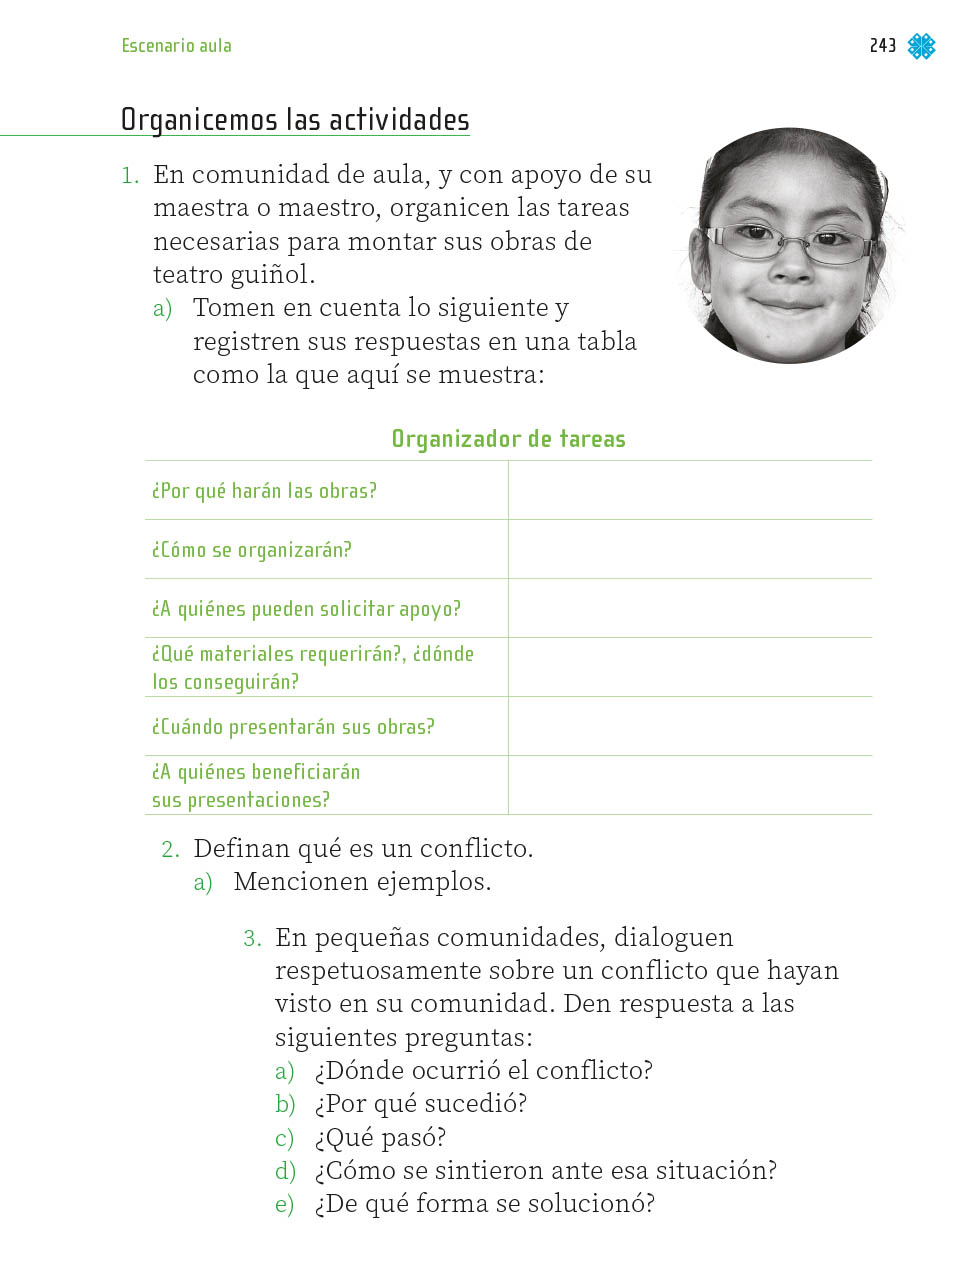 Escenario aula
243
Organicemos las actividades
1. En comunidad de aula, y con apoyo de su
maestra o maestro, organicen las tareas
necesarias para montar sus obras de
teatro guiñol.
a) Tomen en cuenta lo siguiente y
registren sus respuestas en una tabla
como la que aquí se muestra:
Organizador de tareas
¿Por qué harán las obras?
¿Cómo se organizarán?
¿A quiénes pueden solicitar apoyo?
¿Qué materiales requerirán?, ¿dónde
los conseguirán?
¿Cuándo presentarán sus obras?
¿A quiénes beneficiarán
sus presentaciones?
2. Definan qué es un conflicto.
a) Mencionen ejemplos.
3. En pequeñas comunidades, dialoguen
respetuosamente sobre un conflicto que hayan
visto en su comunidad. Den respuesta a las
siguientes preguntas:
a) ¿Dónde ocurrió el conflicto?
b) ¿Por qué sucedió?
c) ¿Qué pasó?
d) ¿Cómo se sintieron ante esa situación?
e) ¿De qué forma se solucionó?